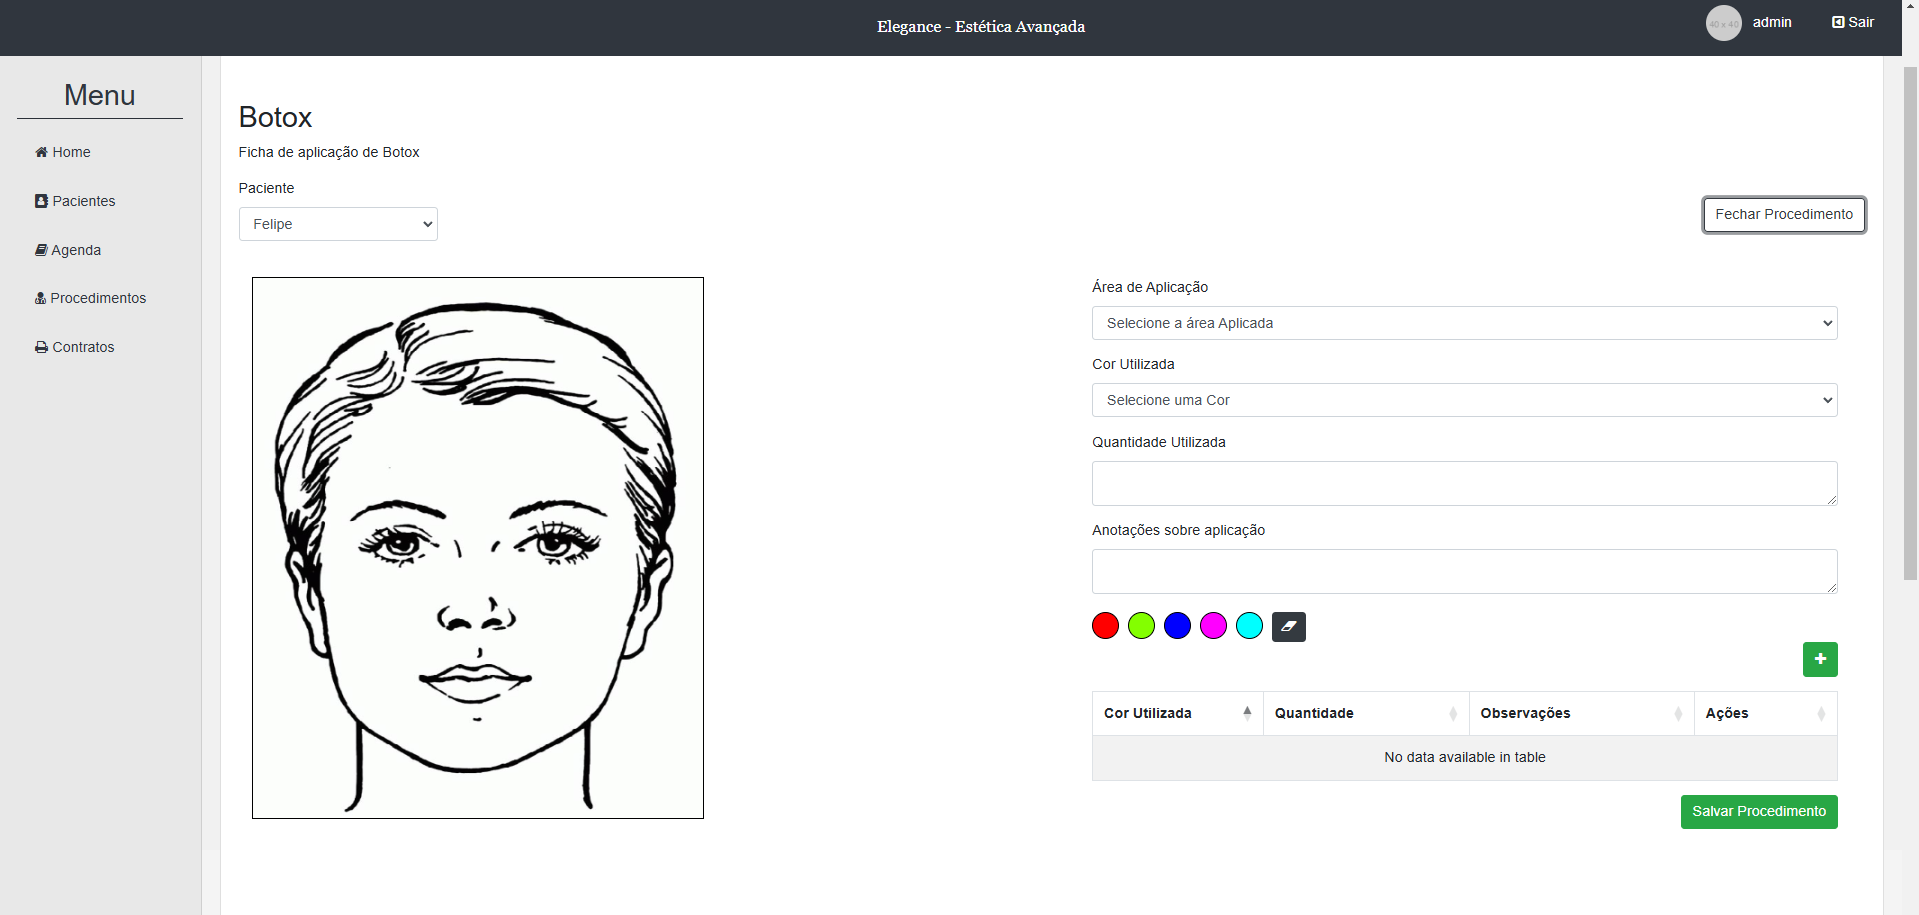 Elegance - Estética Avançada
40 x 40
admin
Sair
Menu
Home
Pacientes
Agenda
Procedimentos
Contratos
Botox
Ficha de aplicação de Botox
Paciente
Felipe
Fechar Procedimento
Área de Aplicação
Selecione a área Aplicada
Cor Utilizada
Selecione uma Cor
Quantidade Utilizada
Anotações sobre aplicação
Cor Utilizada Quantidade Observações Ações
No data available in table
Salvar Procedimento